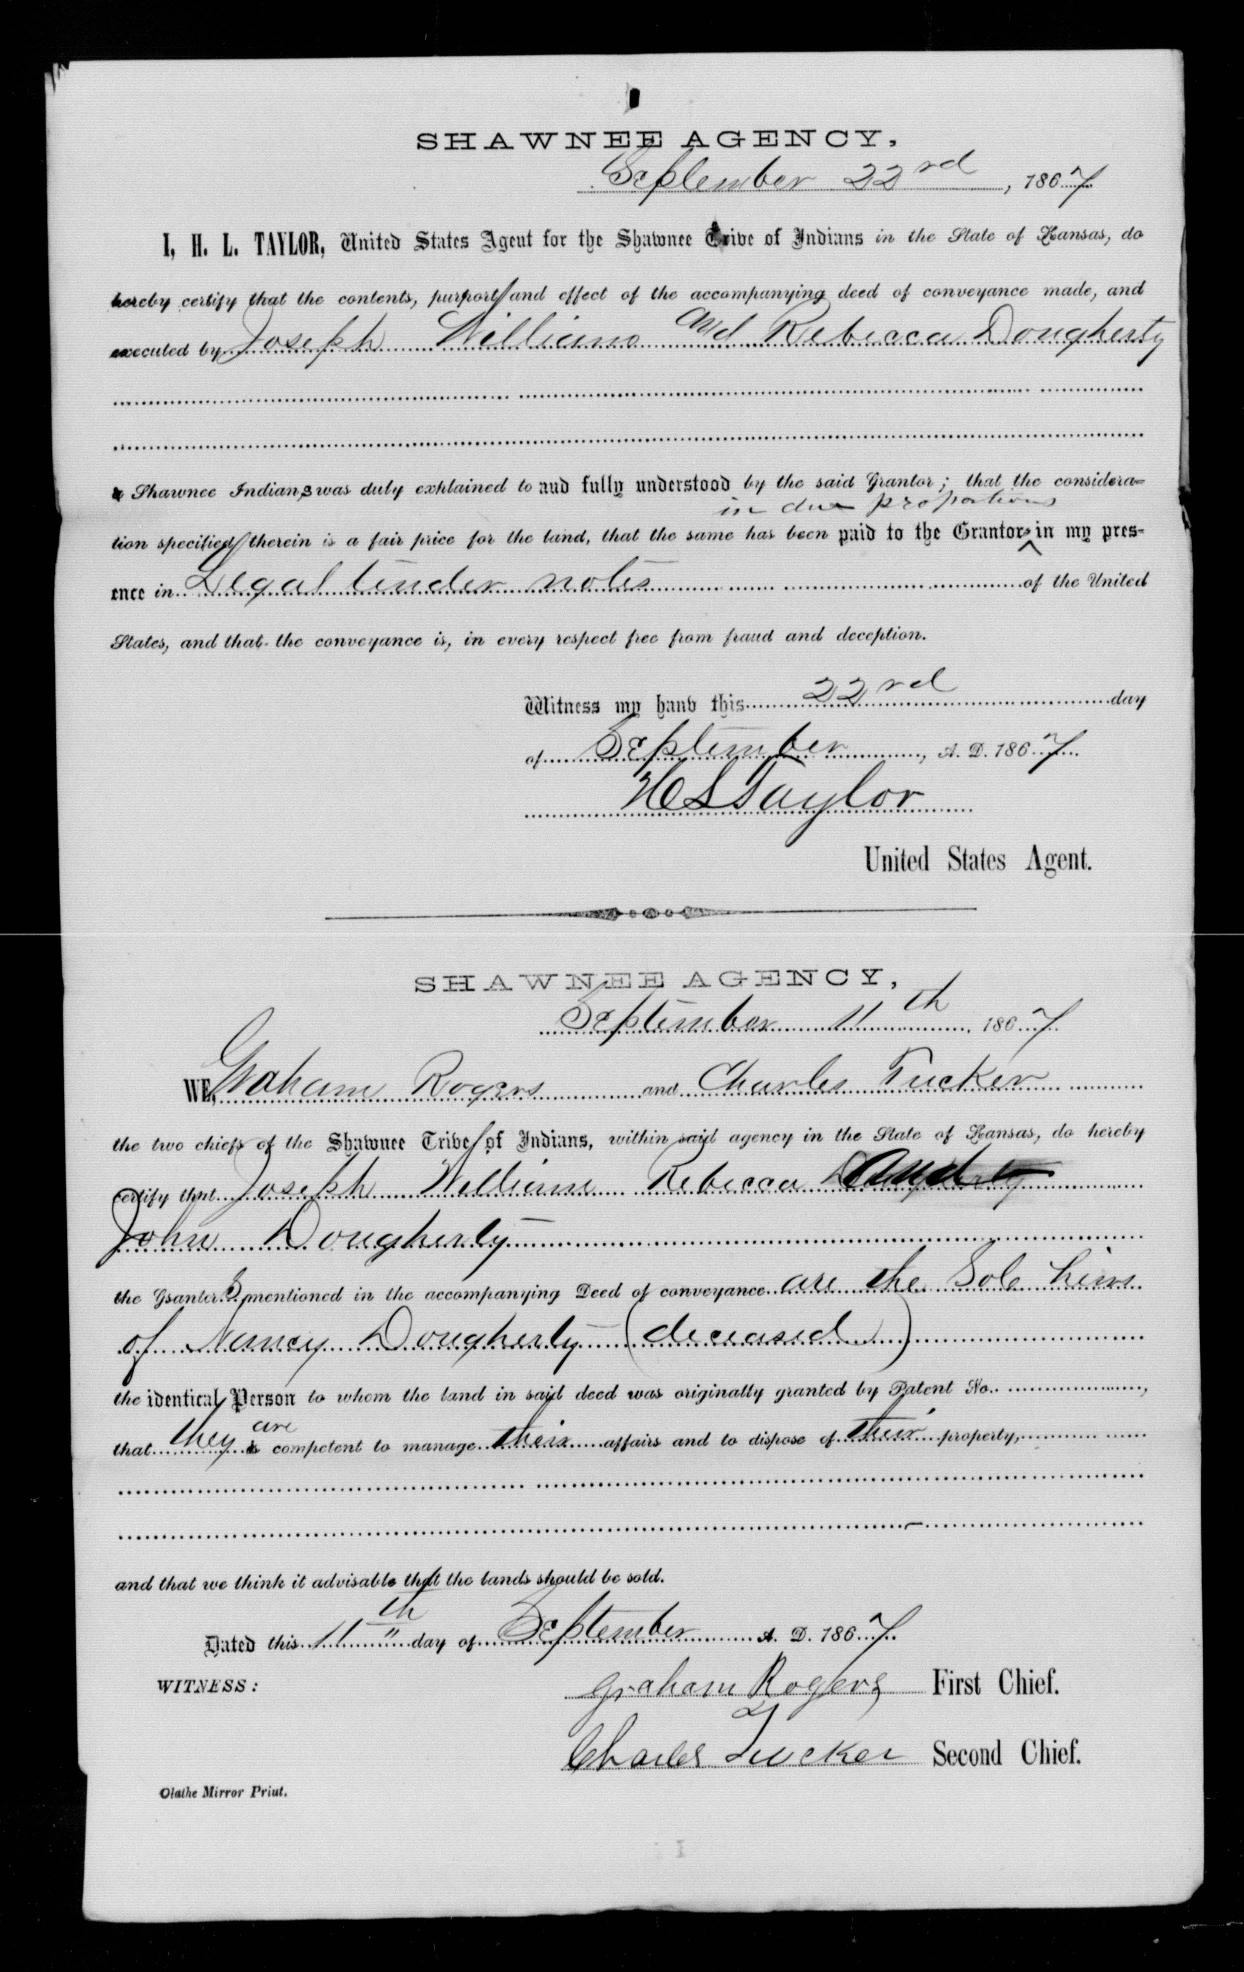 SHAWNEE AGENCY,
September 22rd, 1867
I, H. L. TAYLOR, United States Agent for the Shawnee Tribe of Indians in the State of Kansas, do
hereby certify that the contents, purport and effect of the accompanying deed of conveyance made, and
executed by Joseph Williams and Rebecca Dougherty
a Shawnee Indians was duly explained to and fully understood by the said Grantor; that the considera-
in due proportions
tion specified therein is a fair price for the land, that the same has been paid to the Grantors in my pres-
ence in Legal tender notes of the United
States, and that the conveyance is, in every respect free from fraud and deception.
Witness my hand this 22rd day
of September, A. D. 1867
H L Taylor
United States Agent.
SHAWNEE AGENCY,
September 11th 1867
WE, Graham Rogers and Charles Tucker
the two chiefs of the Shawnee Tribe of Indians, within said agency in the State of Kansas, do hereby
certify that Joseph Williams Rebecca and
John Dougherty
the Grantors mentioned in the accompanying Deed of conveyance are the Sole heirs
of Nancy Dougherty (deceased)
the identical Person to whom the land in said deed was originally granted by Patent No. ,
are
that they is competent to manage their affairs and to dispose of their property,
and that we think it advisable that the lands should be sold.
Dated this 11th day of September A. D. 1867.
WITNESS:
Graham Rogers First Chief.
Charles Tucker Second Chief.
Olathe Mirror Print.